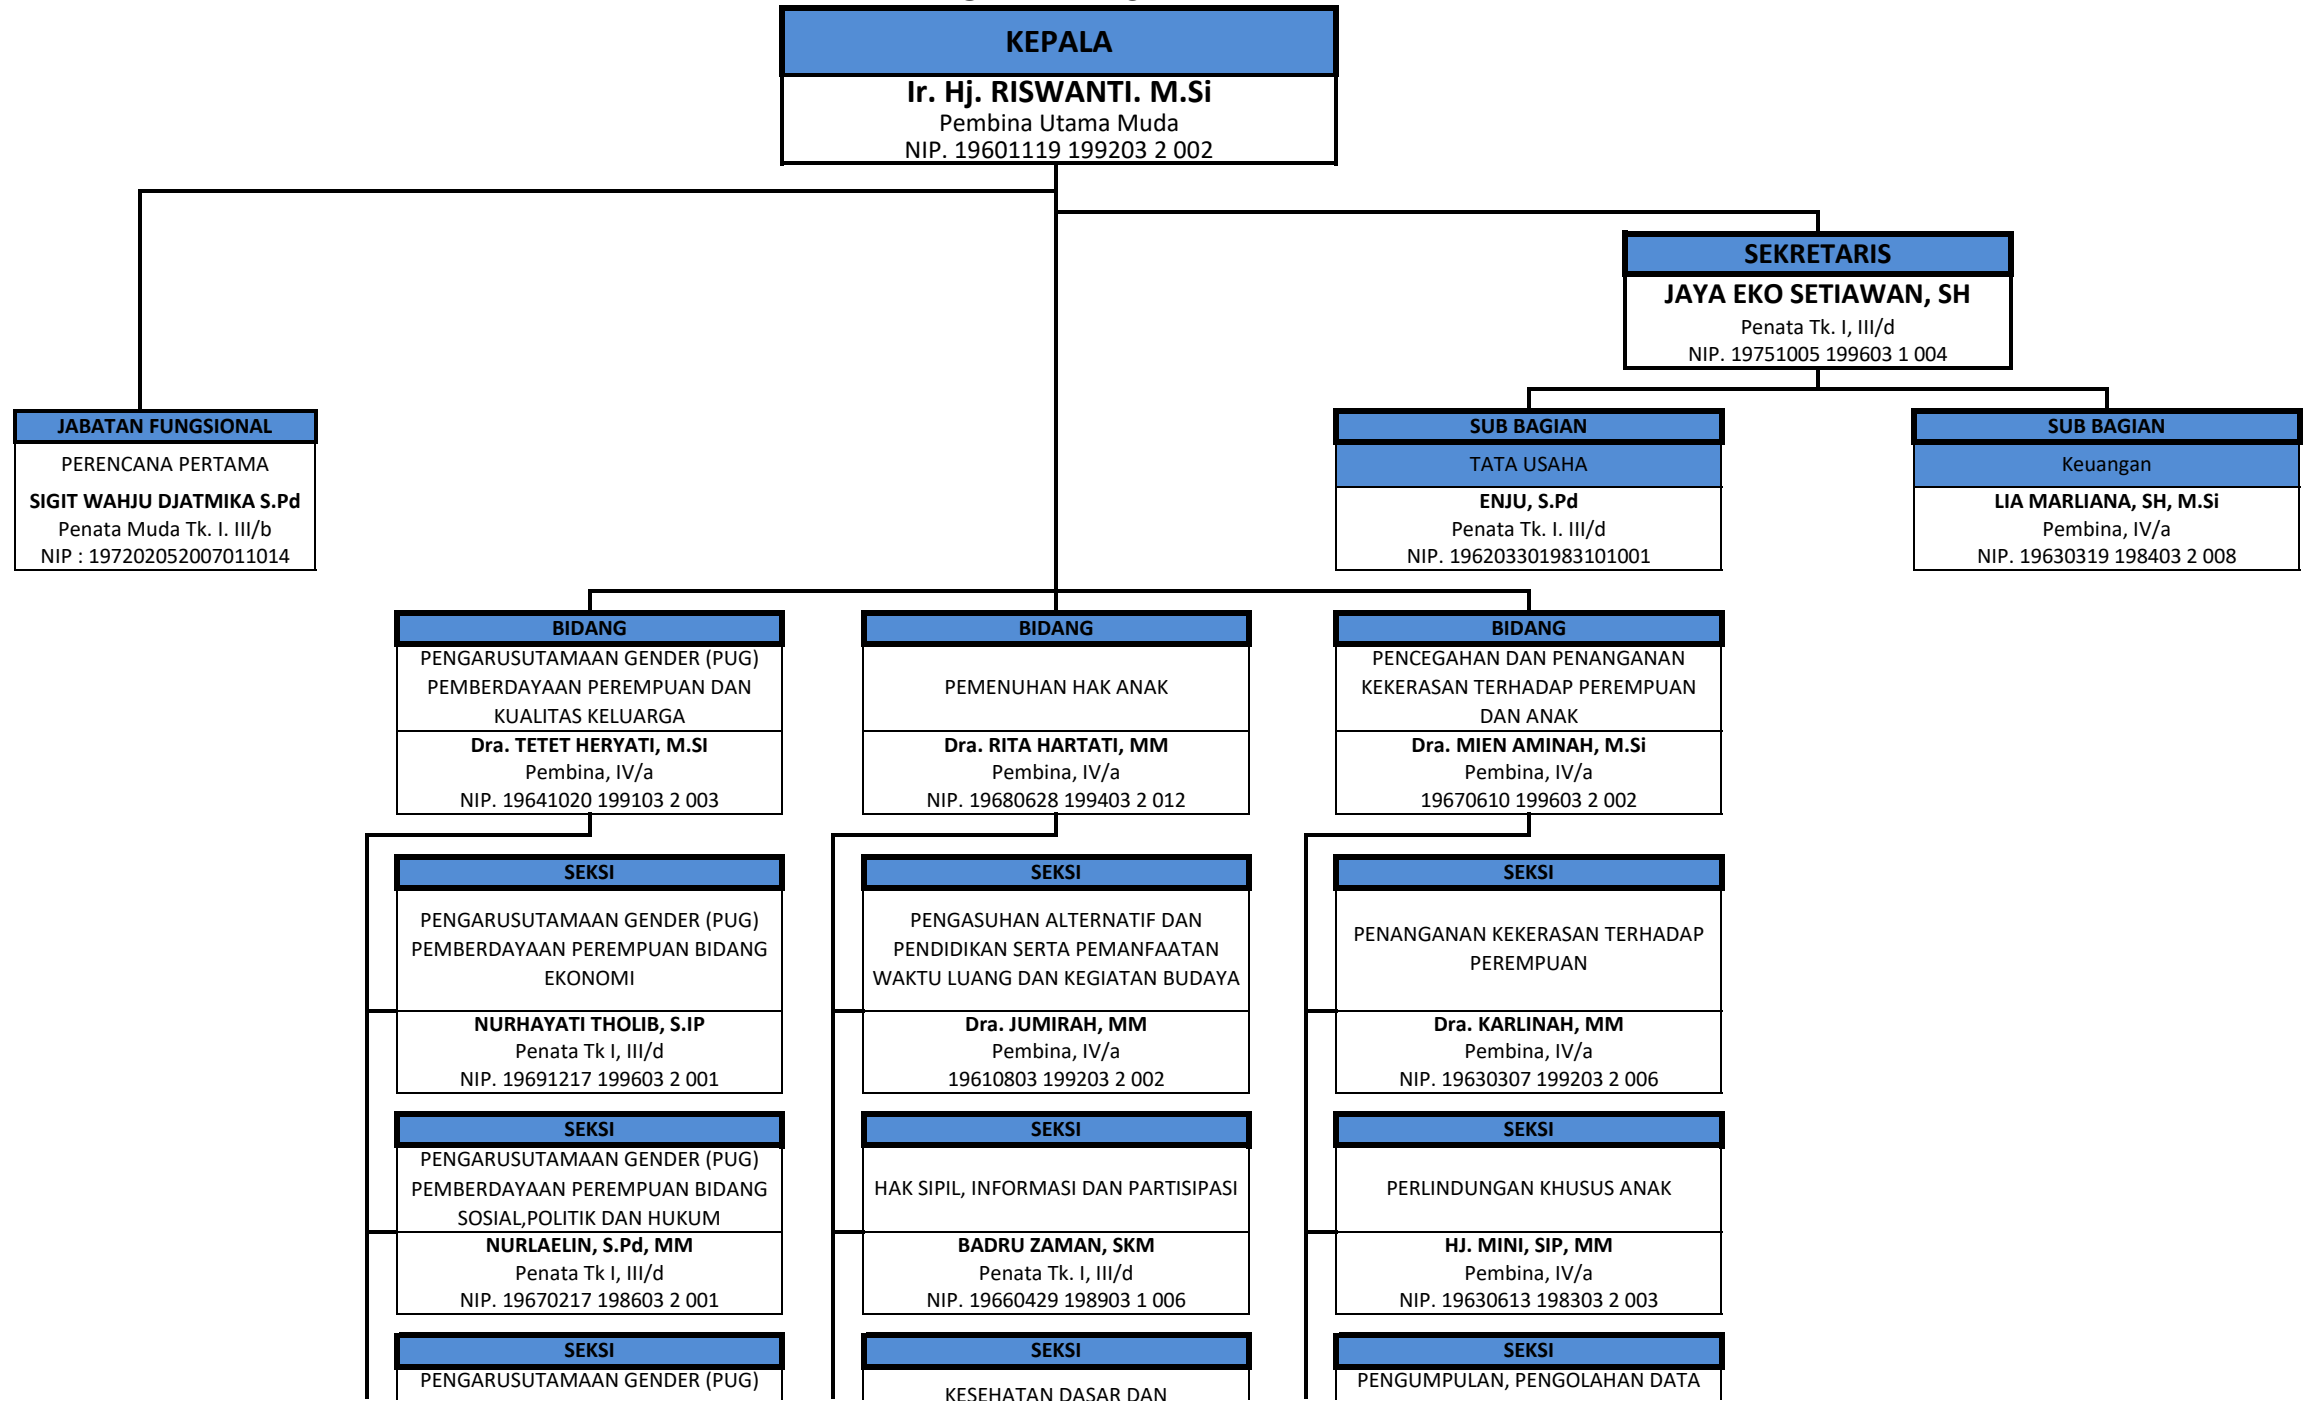 KEPALA
Ir. Hj. RISWANTI. M.Si
Pembina Utama Muda
NIP. 19601119 199203 2 002
SEKRETARIS
JAYA EKO SETIAWAN, SH
Penata Tk. I, III/d
NIP. 19751005 199603 1 004
JABATAN FUNGSIONAL
PERENCANA PERTAMA
SIGIT WAHJU DJATMIKA S.Pd
Penata Muda Tk. I. III/b
NIP : 197202052007011014
SUB BAGIAN
TATA USAHA
ENJU, S.Pd
Penata Tk. I. III/d
NIP. 196203301983101001
SUB BAGIAN
Keuangan
LIA MARLIANA, SH, M.Si
Pembina, IV/a
NIP. 19630319 198403 2 008
BIDANG
PENGARUSUTAMAAN GENDER (PUG)
PEMBERDAYAAN PEREMPUAN DAN
KUALITAS KELUARGA
Dra. TETET HERYATI, M.SI
Pembina, IV/a
NIP. 19641020 199103 2 003
BIDANG
PEMENUHAN HAK ANAK
Dra. RITA HARTATI, MM
Pembina, IV/a
NIP. 19680628 199403 2 012
BIDANG
PENCEGAHAN DAN PENANGANAN
KEKERASAN TERHADAP PEREMPUAN
DAN ANAK
Dra. MIEN AMINAH, M.Si
Pembina, IV/a
19670610 199603 2 002
SEKSI
PENGARUSUTAMAAN GENDER (PUG)
PEMBERDAYAAN PEREMPUAN BIDANG
EKONOMI
NURHAYATI THOLIB, S.IP
Penata Tk I, III/d
NIP. 19691217 199603 2 001
SEKSI
PENGASUHAN ALTERNATIF DAN
PENDIDIKAN SERTA PEMANFAATAN
WAKTU LUANG DAN KEGIATAN BUDAYA
Dra. JUMIRAH, MM
Pembina, IV/a
19610803 199203 2 002
SEKSI
PENANGANAN KEKERASAN TERHADAP
PEREMPUAN
Dra. KARLINAH, MM
Pembina, IV/a
NIP. 19630307 199203 2 006
SEKSI
PENGARUSUTAMAAN GENDER (PUG)
PEMBERDAYAAN PEREMPUAN BIDANG
SOSIAL,POLITIK DAN HUKUM
NURLAELIN, S.Pd, MM
Penata Tk I, III/d
NIP. 19670217 198603 2 001
SEKSI
HAK SIPIL, INFORMASI DAN PARTISIPASI
BADRU ZAMAN, SKM
Penata Tk. I, III/d
NIP. 19660429 198903 1 006
SEKSI
PERLINDUNGAN KHUSUS ANAK
HJ. MINI, SIP, MM
Pembina, IV/a
NIP. 19630613 198303 2 003
SEKSI
PENGARUSUTAMAAN GENDER (PUG)
SEKSI
KESEHATAN DASAR DAN
SEKSI
PENGUMPULAN, PENGOLAHAN DATA